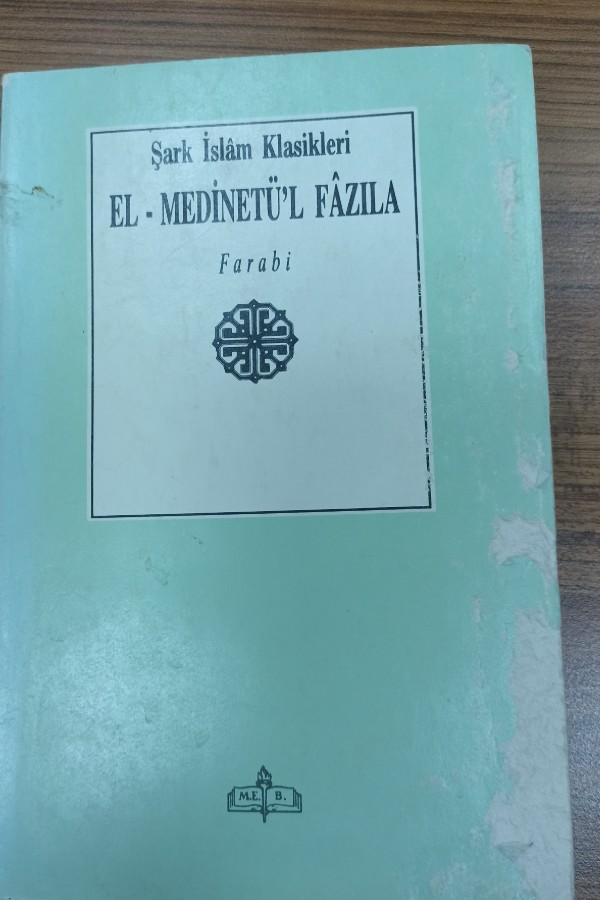 Şark İslâm Klasikleri
EL - MEDİNETÜ'L FÂZILA
Farabi
M.E. B.